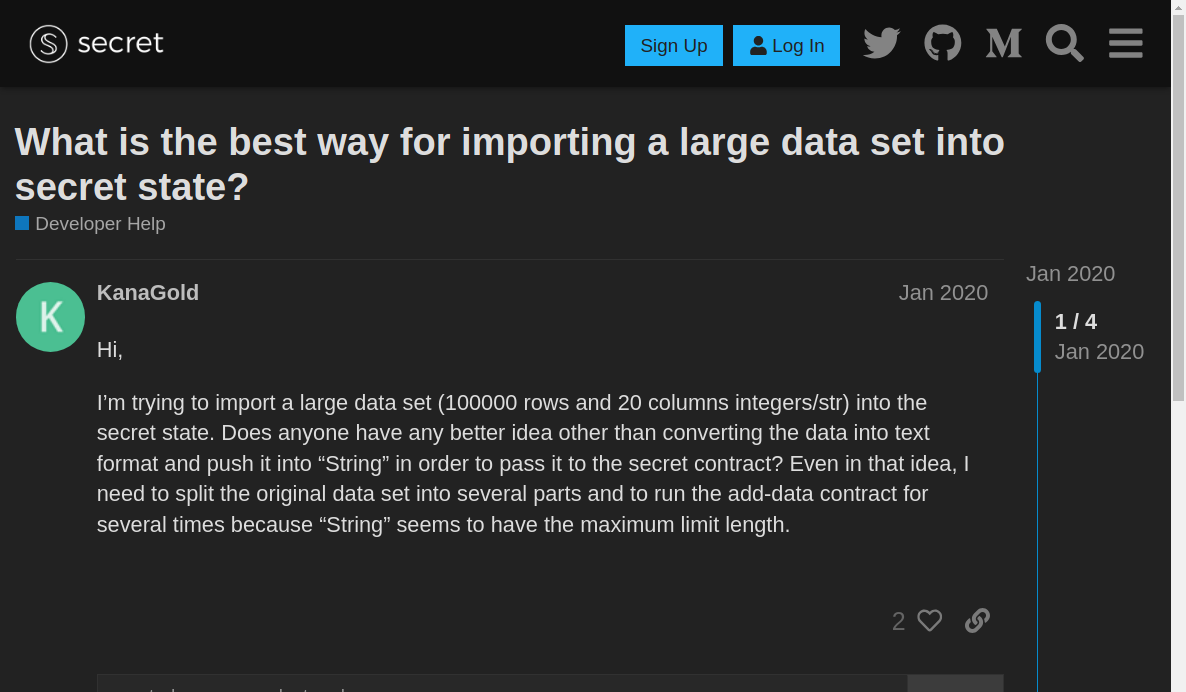 secret
Sign Up
Log In
What is the best way for importing a large data set into
secret state?
Developer Help
Jan 2020
K
KanaGold
Jan 2020
1 / 4
Jan 2020
Hi,
I’m trying to import a large data set (100000 rows and 20 columns integers/str) into the
secret state. Does anyone have any better idea other than converting the data into text
format and push it into “String” in order to pass it to the secret contract? Even in that idea, I
need to split the original data set into several parts and to run the add-data contract for
several times because “String” seems to have the maximum limit length.
2